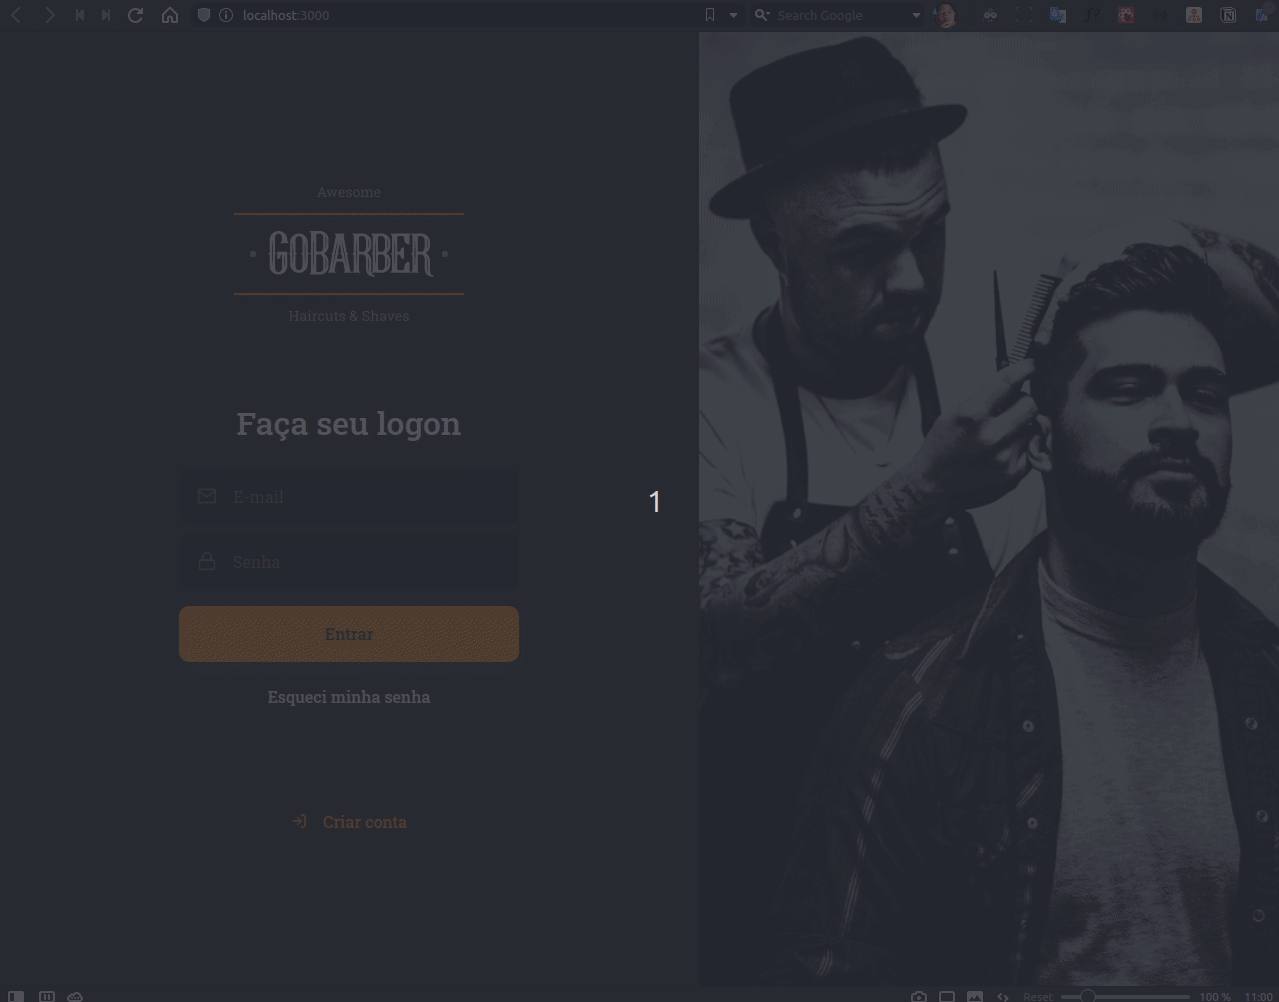 localhost:3000
Search Google
Awesome
GOBARBER
Haircuts & Shaves
Faça seu logon
E-mail
1
Senha
Entrar
Esqueci minha senha
Criar conta
Reset
100 %
11:00